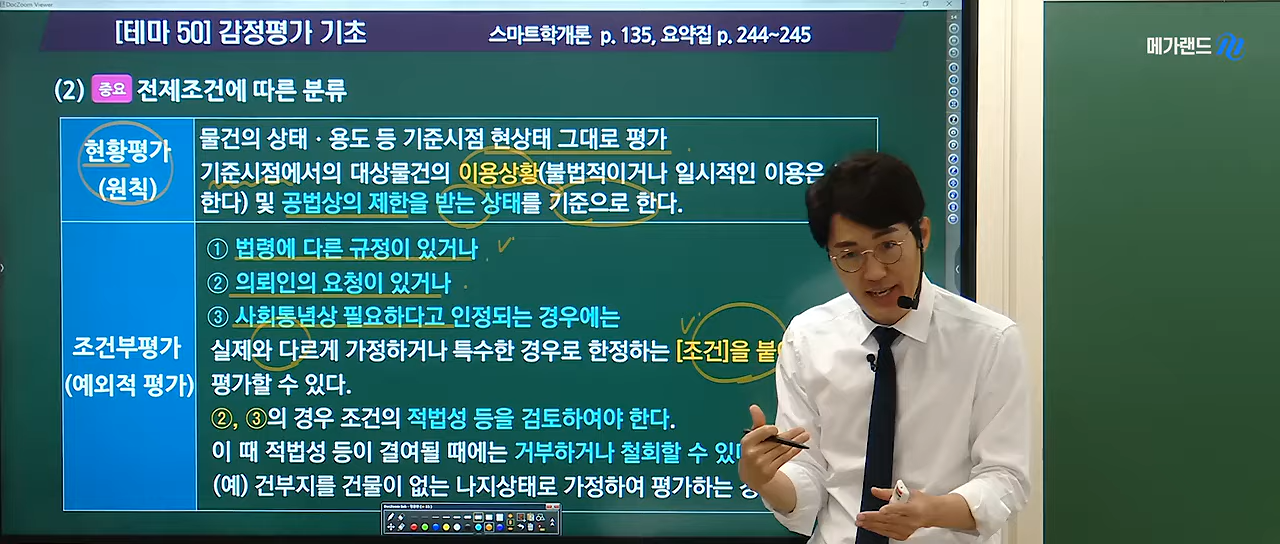 DocZoom Viewer
[테마 50] 감정평가 기초
스마트학개론 p. 135, 요약집 p. 244~245
메가랜드
(2) 중요 전제조건에 따른 분류
현황평가
(원칙)
물건의 상태·용도 등 기준시점 현상태 그대로 평가
기준시점에서의 대상물건의 이용상황(불법적이거나 일시적인 이용은
한다) 및 공법상의 제한을 받는 상태를 기준으로 한다.
조건부평가
(예외적 평가)
① 법령에 다른 규정이 있거나
② 의뢰인의 요청이 있거나
③ 사회통념상 필요하다고 인정되는 경우에는
실제와 다르게 가정하거나 특수한 경우로 한정하는 [조건]을
평가할 수 있다.
②, ③의 경우 조건의 적법성 등을 검토하여야 한다.
이 때 적법성 등이 결여될 때에는 거부하거나 철회할 수
(예) 건부지를 건물이 없는 나지상태로 가정하여 평가하는